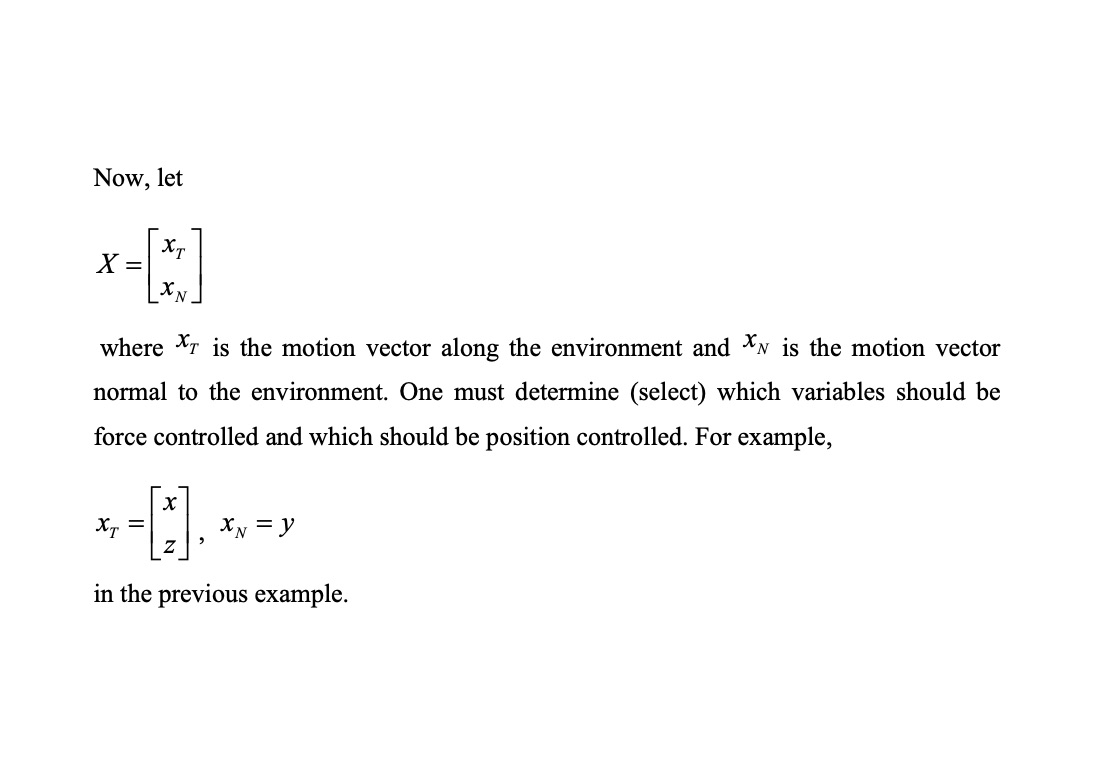 Now, let
X = [ x_T
x_N ]
where x_T is the motion vector along the environment and x_N is the motion vector
normal to the environment. One must determine (select) which variables should be
force controlled and which should be position controlled. For example,
x_T = [ x
z ] , x_N = y
in the previous example.